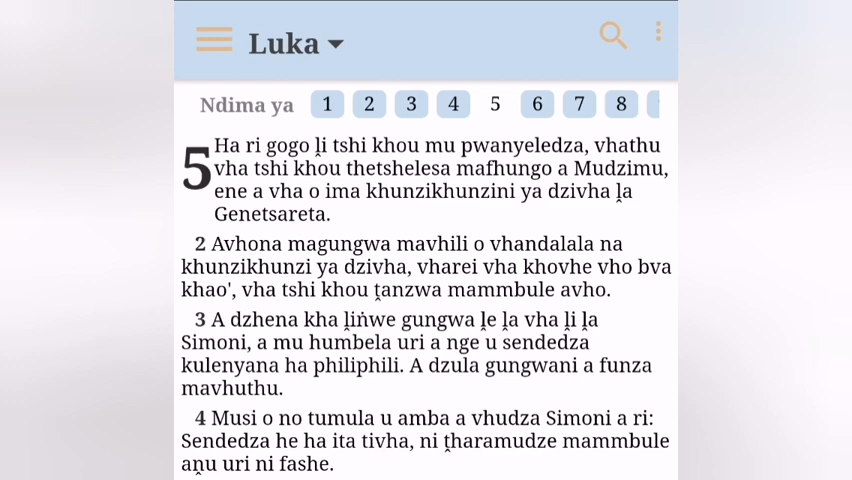 Luka
Ndima ya 1 2 3 4 5 6 7 8
5 Ha ri gogo ḽi tshi khou mu pwanyeledza, vhathu
vha tshi khou thetshelesa mafhungo a Mudzimu,
ene a vha o ima khunzikhunzini ya dzivha ḽa
Genetsareta.
2 Avhona magungwa mavhili o vhandalala na
khunzikhunzi ya dzivha, vharei vha khovhe vho bva
khao', vha tshi khou ṱanzwa mammbule avho.
3 A dzhena kha ḽiṅwe gungwa ḽe ḽa vha ḽi ḽa
Simoni, a mu humbela uri a nge u sendedza
kulenyana ha philiphili. A dzula gungwani a funza
mavhuthu.
4 Musi o no tumula u amba a vhudza Simoni a ri:
Sendedza he ha ita tivha, ni ṱharamudze mammbule
aṋu uri ni fashe.